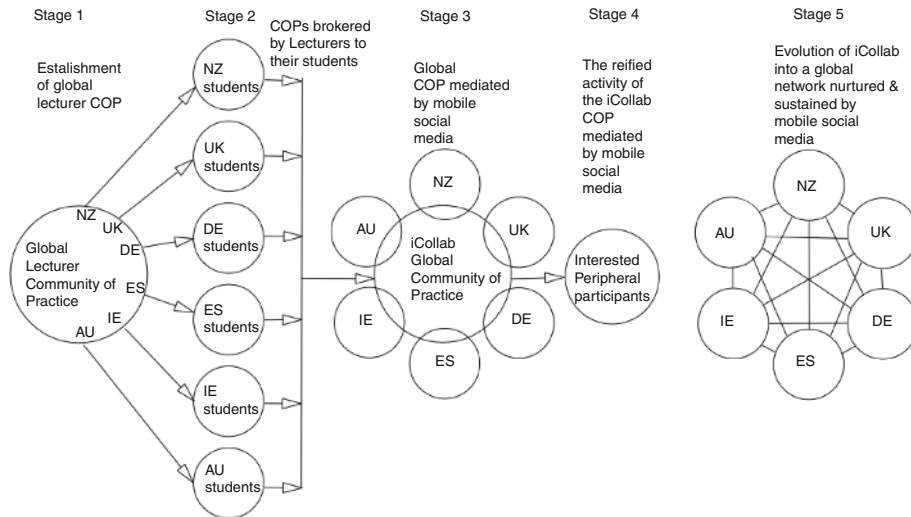 Stage 1
Estalishment
of global
lecturer COP
NZ
UK
DE
ES
IE
AU
Global
Lecturer
Community of
Practice
Stage 2
NZ
students
UK
students
DE
students
ES
students
IE
students
AU
students
COPs brokered
by Lecturers to
their students
Stage 3
Global
COP mediated
by mobile
social
media
NZ
AU
UK
iCollab
Global
Community of
Practice
IE
DE
ES
Stage 4
The reified
activity of
the iCollab
COP
mediated
by mobile
social
media
Interested
Peripheral
participants
Stage 5
Evolution of iCollab
into a global
network nurtured &
sustained by
mobile social
media
NZ
AU
UK
IE
DE
ES